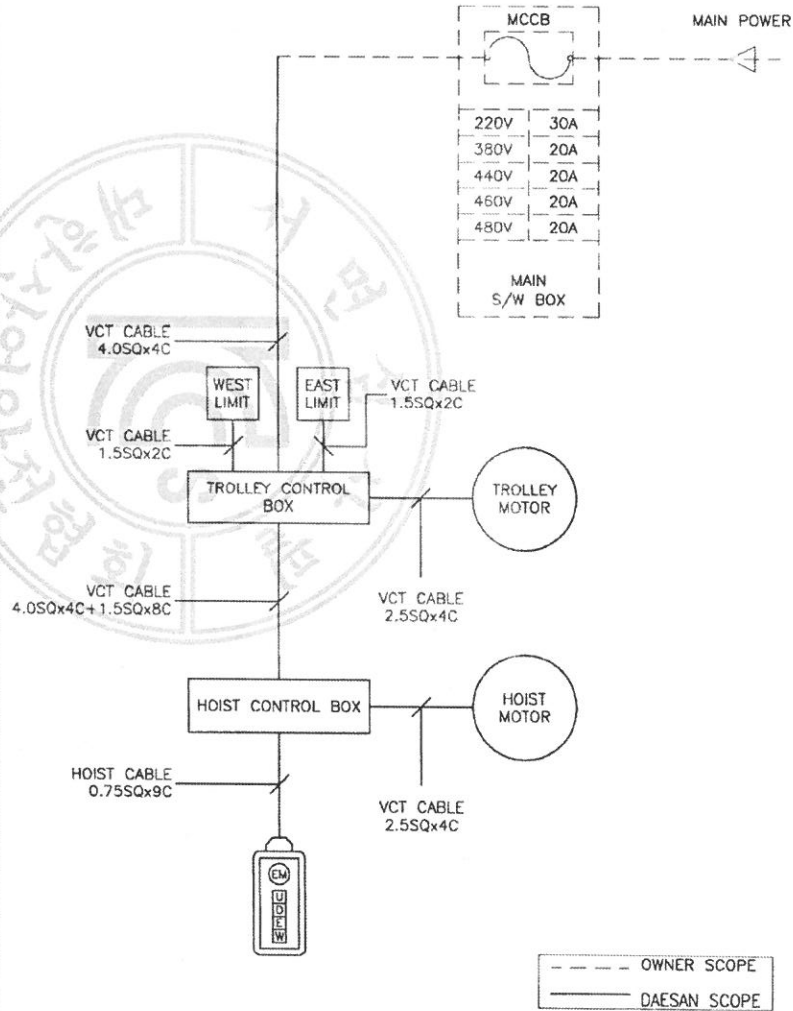 MCCB
MAIN POWER
220V 30A
380V 20A
440V 20A
460V 20A
480V 20A
MAIN
S/W BOX
VCT CABLE
4.0SQx4C
WEST
LIMIT
EAST
LIMIT
VCT CABLE
1.5SQx2C
VCT CABLE
1.5SQx2C
TROLLEY CONTROL
BOX
TROLLEY
MOTOR
VCT CABLE
2.5SQx4C
VCT CABLE
4.0SQx4C+1.5SQx8C
HOIST CONTROL BOX
HOIST
MOTOR
VCT CABLE
2.5SQx4C
HOIST CABLE
0.75SQx9C
EM
U
D
E
W
OWNER SCOPE
DAESAN SCOPE